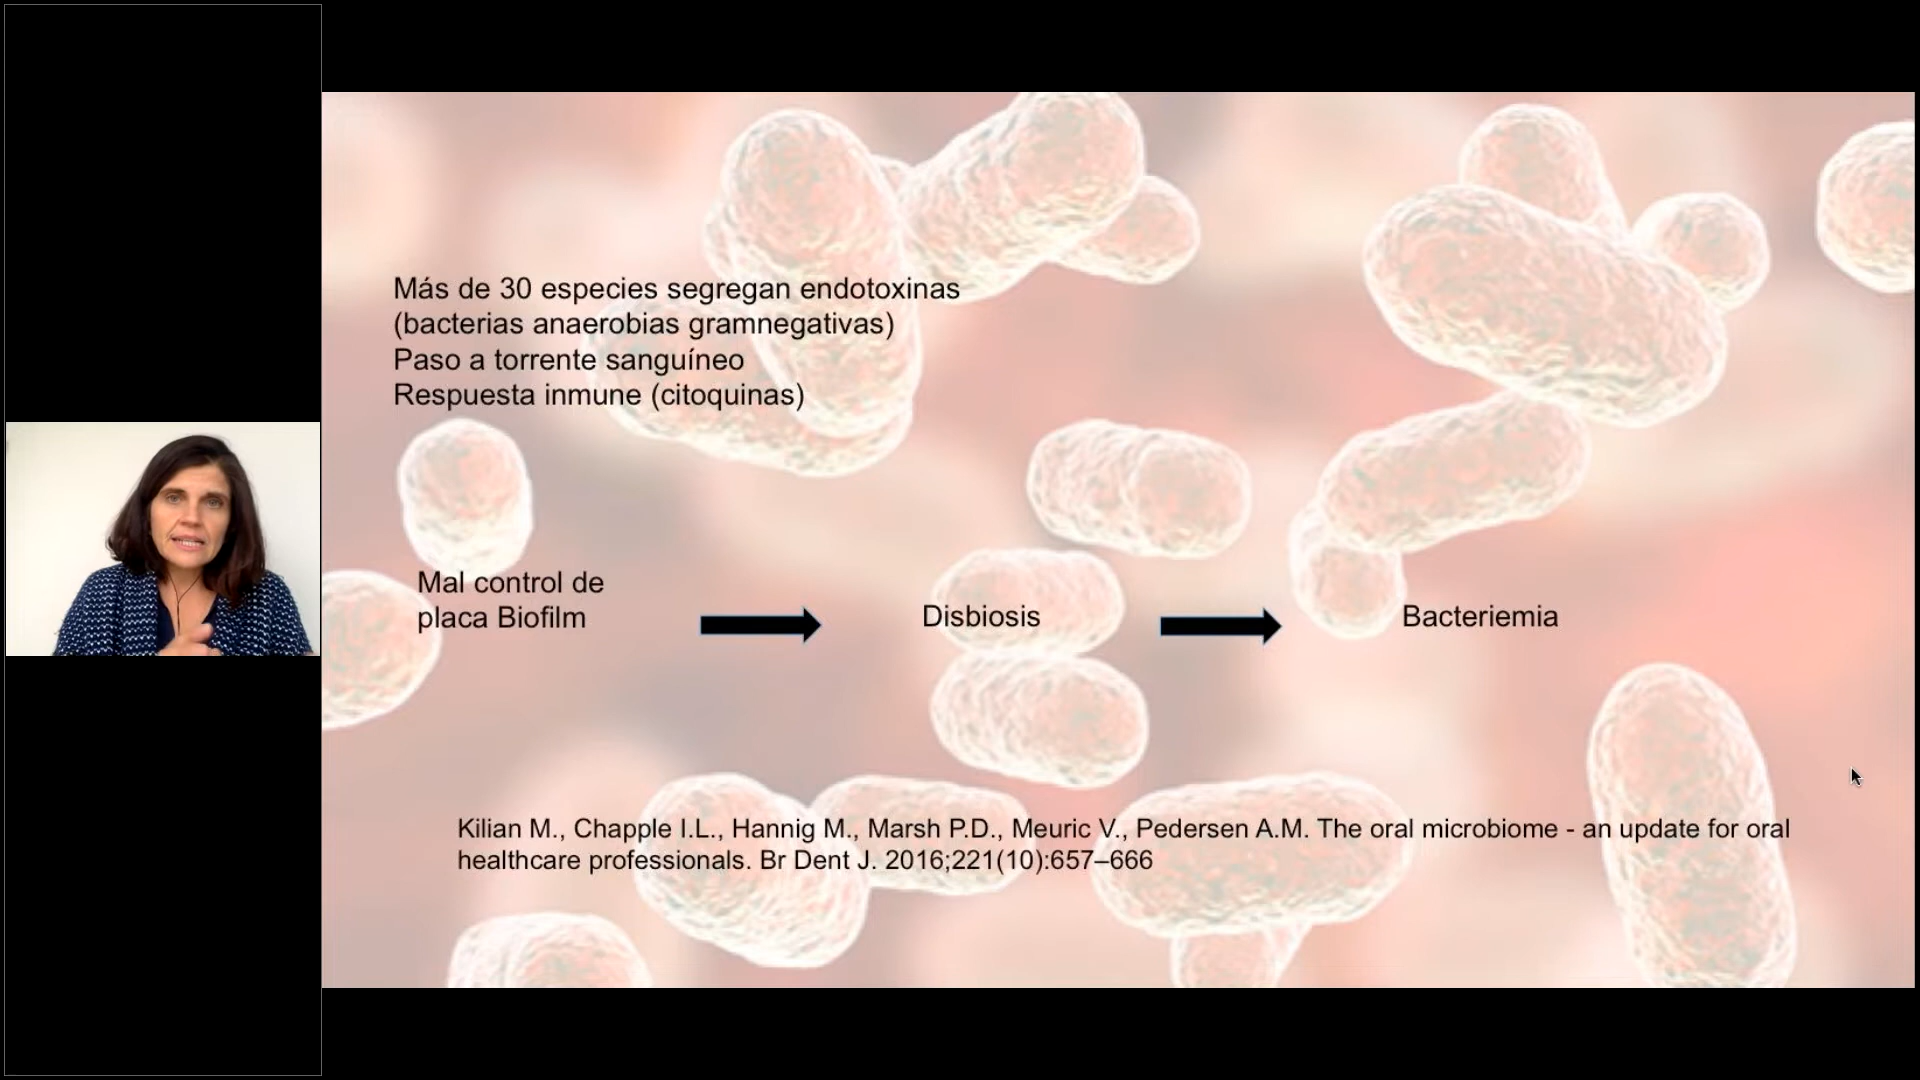 Más de 30 especies segregan endotoxinas
(bacterias anaerobias gramnegativas)
Paso a torrente sanguíneo
Respuesta inmune (citoquinas)
Mal control de
placa Biofilm
Disbiosis
Bacteriemia
Kilian M., Chapple I.L., Hannig M., Marsh P.D., Meuric V., Pedersen A.M. The oral microbiome - an update for oral
healthcare professionals. Br Dent J. 2016;221(10):657–666